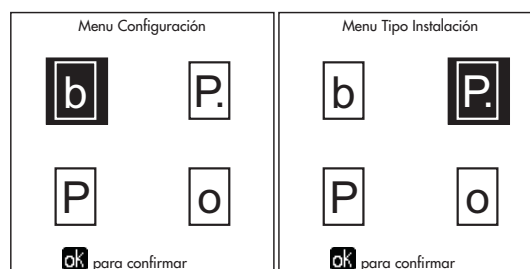 Menu Configuración
b P.
P o
ok para confirmar
Menu Tipo Instalación
b P.
P o
ok para confirmar